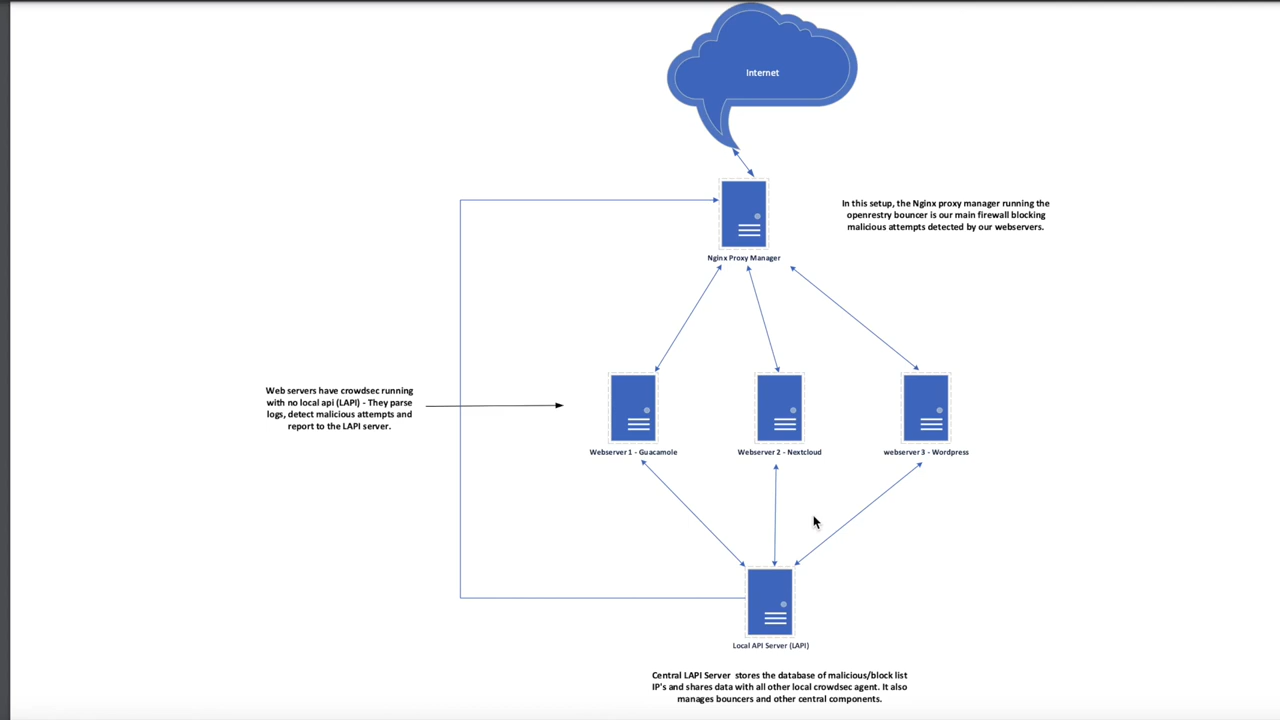 Internet
In this setup, the Nginx proxy manager running the
openrestry bouncer is our main firewall blocking
malicious attempts detected by our webservers.
Nginx Proxy Manager
Web servers have crowdsec running
with no local api (LAPI) - They parse
logs, detect malicious attempts and
report to the LAPI server.
Webserver 1 - Guacamole
Webserver 2 - Nextcloud
webserver 3 - Wordpress
Local API Server (LAPI)
Central LAPI Server stores the database of malicious/block list
IP's and shares data with all other local crowdsec agent. It also
manages bouncers and other central components.